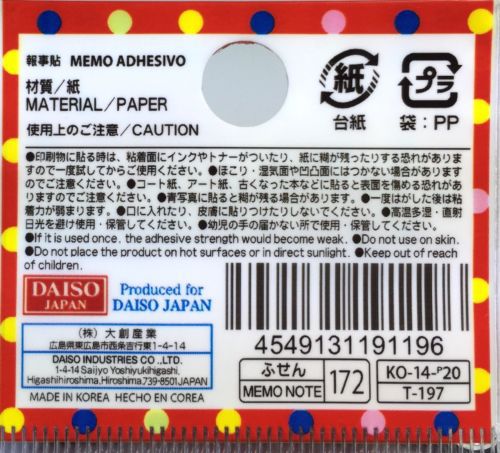 報事貼 MEMO ADHESIVO
材質/紙
MATERIAL/PAPER
使用上のご注意/CAUTION
紙
台紙
プラ
袋:PP
●印刷物に貼る時は、粘着面にインクやトナーがついたり、紙に糊が残ったりする恐れがありま
すので一度試してからご使用ください。●ほこり・湿気面や凹凸面にはつかない場合があります
のでご注意ください。●コート紙、アート紙、古くなった本などに貼ると表面を傷める恐れがあり
ますのでご注意ください。●青写真に貼ると糊が残る場合があります。●一度はがした後は粘
着力が弱まります。●口に入れたり、皮膚に貼りつけたりしないでください。●高温多湿・直射
日光を避け使用・保管してください。●幼児の手の届かない所で使用・保管してください。
●If it is used once, the adhesive strength would become weak. ●Do not use on skin.
●Do not place the product on hot surfaces or in direct sunlight. ●Keep out of reach
of children.
DAISO
JAPAN
Produced for
DAISO JAPAN
(株)大創産業
広島県東広島市西条吉行東1-4-14
DAISO INDUSTRIES CO.,LTD.
1-4-14 Saijyo Yoshiyukihigashi,
Higashihiroshima,Hiroshima,739-8501JAPAN
MADE IN KOREA HECHO EN COREA
4549131191196
ふせん
MEMO NOTE
172
KO-14-P20
T-197